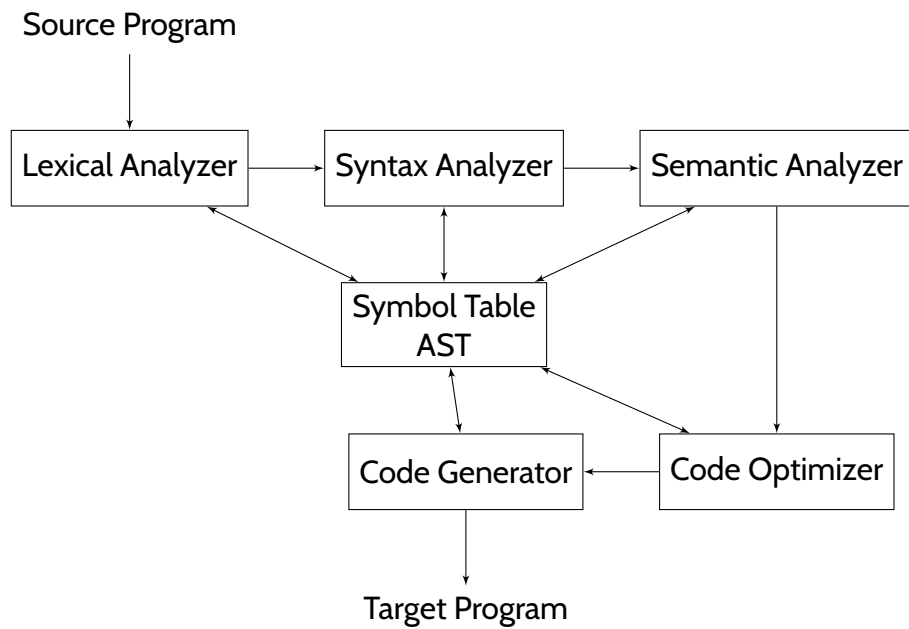 Source Program
Lexical Analyzer
Syntax Analyzer
Semantic Analyzer
Symbol Table
AST
Code Generator
Code Optimizer
Target Program